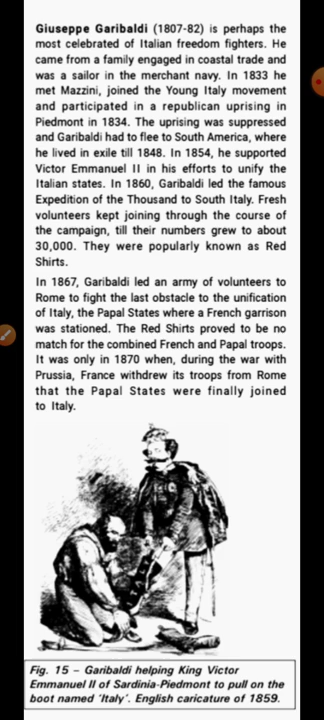 Giuseppe Garibaldi (1807-82) is perhaps the
most celebrated of Italian freedom fighters. He
came from a family engaged in coastal trade and
was a sailor in the merchant navy. In 1833 he
met Mazzini, joined the Young Italy movement
and participated in a republican uprising in
Piedmont in 1834. The uprising was suppressed
and Garibaldi had to flee to South America, where
he lived in exile till 1848. In 1854, he supported
Victor Emmanuel II in his efforts to unify the
Italian states. In 1860, Garibaldi led the famous
Expedition of the Thousand to South Italy. Fresh
volunteers kept joining through the course of
the campaign, till their numbers grew to about
30,000. They were popularly known as Red
Shirts.
In 1867, Garibaldi led an army of volunteers to
Rome to fight the last obstacle to the unification
of Italy, the Papal States where a French garrison
was stationed. The Red Shirts proved to be no
match for the combined French and Papal troops.
It was only in 1870 when, during the war with
Prussia, France withdrew its troops from Rome
that the Papal States were finally joined
to Italy.
Fig. 15 – Garibaldi helping King Victor
Emmanuel II of Sardinia-Piedmont to pull on the
boot named 'Italy'. English caricature of 1859.